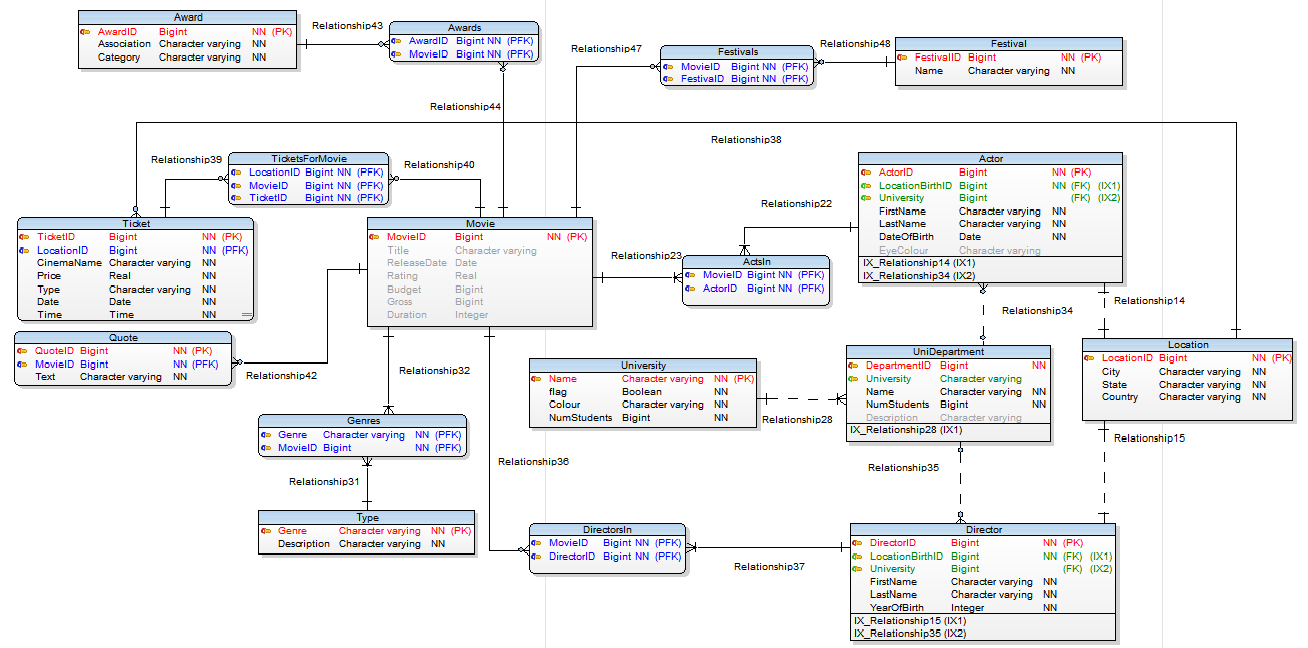 Award
AwardID Bigint NN (PK)
Association Character varying NN
Category Character varying NN
Relationship43
Awards
AwardID Bigint NN (PFK)
MovieID Bigint NN (PFK)
Relationship47
Festivals
MovieID Bigint NN (PFK)
FestivalID Bigint NN (PFK)
Relationship48
Festival
FestivalID Bigint NN (PK)
Name Character varying NN
Relationship44
Relationship38
Relationship39
TicketsForMovie
LocationID Bigint NN (PFK)
MovieID Bigint NN (PFK)
TicketID Bigint NN (PFK)
Relationship40
Actor
ActorID Bigint NN (PK)
LocationBirthID Bigint NN (FK) (IX1)
University Bigint (FK) (IX2)
FirstName Character varying NN
LastName Character varying NN
DateOfBirth Date NN
EyeColour Character varying
IX_Relationship14 (IX1)
IX_Relationship34 (IX2)
Relationship22
Ticket
TicketID Bigint NN (PK)
LocationID Bigint NN (PFK)
CinemaName Character varying NN
Price Real NN
Type Character varying NN
Date Date NN
Time Time NN
Movie
MovieID Bigint NN (PK)
Title Character varying
ReleaseDate Date
Rating Real
Budget Bigint
Gross Bigint
Duration Integer
Relationship23
ActsIn
MovieID Bigint NN (PFK)
ActorID Bigint NN (PFK)
Relationship14
Relationship34
Quote
QuoteID Bigint NN (PK)
MovieID Bigint NN (PFK)
Text Character varying NN
Relationship42
Relationship32
University
Name Character varying NN (PK)
flag Boolean NN
Colour Character varying NN
NumStudents Bigint NN
Relationship28
UniDepartment
DepartmentID Bigint NN
University Character varying
Name Character varying NN
NumStudents Bigint NN
Description Character varying
IX_Relationship28 (IX1)
Location
LocationID Bigint NN (PK)
City Character varying NN
State Character varying NN
Country Character varying NN
Relationship15
Genres
Genre Character varying NN (PFK)
MovieID Bigint NN (PFK)
Relationship36
Relationship35
Relationship31
Type
Genre Character varying NN (PK)
Description Character varying NN
DirectorsIn
MovieID Bigint NN (PFK)
DirectorID Bigint NN (PFK)
Relationship37
Director
DirectorID Bigint NN (PK)
LocationBirthID Bigint NN (FK) (IX1)
University Bigint (FK) (IX2)
FirstName Character varying NN
LastName Character varying NN
YearOfBirth Integer NN
IX_Relationship15 (IX1)
IX_Relationship35 (IX2)